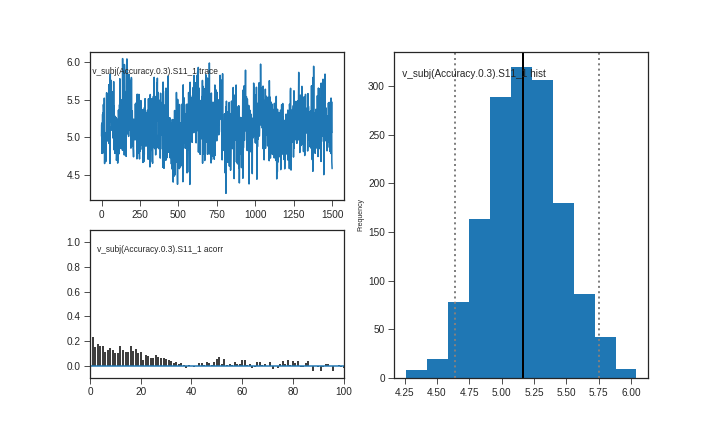 v_subj(Accuracy.0.3).S11_1 trace
6.0
5.5
5.0
4.5
0 250 500 750 1000 1250 1500
v_subj(Accuracy.0.3).S11_1 acorr
1.0
0.8
0.6
0.4
0.2
0.0
0 20 40 60 80 100
v_subj(Accuracy.0.3).S11_1 hist
Frequency
300
250
200
150
100
50
0
4.25 4.50 4.75 5.00 5.25 5.50 5.75 6.00